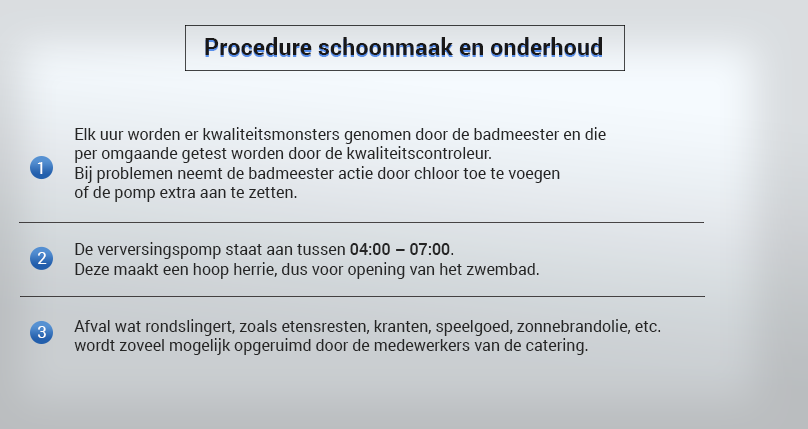 Procedure schoonmaak en onderhoud
1
Elk uur worden er kwaliteitsmonsters genomen door de badmeester en die
per omgaande getest worden door de kwaliteitscontroleur.
Bij problemen neemt de badmeester actie door chloor toe te voegen
of de pomp extra aan te zetten.
2
De verversingspomp staat aan tussen 04:00 – 07:00.
Deze maakt een hoop herrie, dus voor opening van het zwembad.
3
Afval wat rondslingert, zoals etensresten, kranten, speelgoed, zonnebrandolie, etc.
wordt zoveel mogelijk opgeruimd door de medewerkers van de catering.